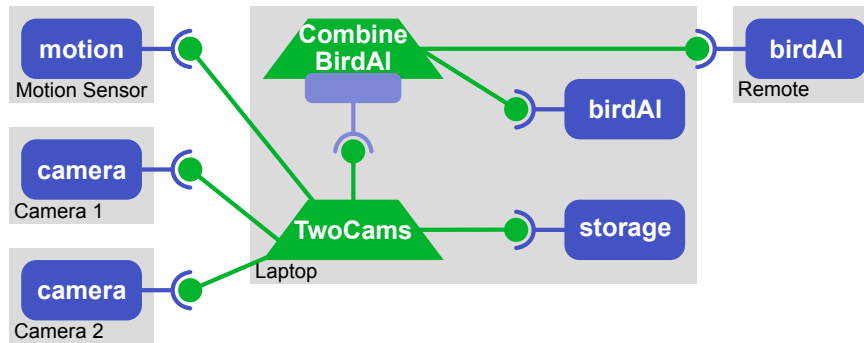 motion
Motion Sensor
camera
Camera 1
camera
Camera 2
Combine
BirdAI
birdAI
TwoCams
storage
Laptop
birdAI
Remote